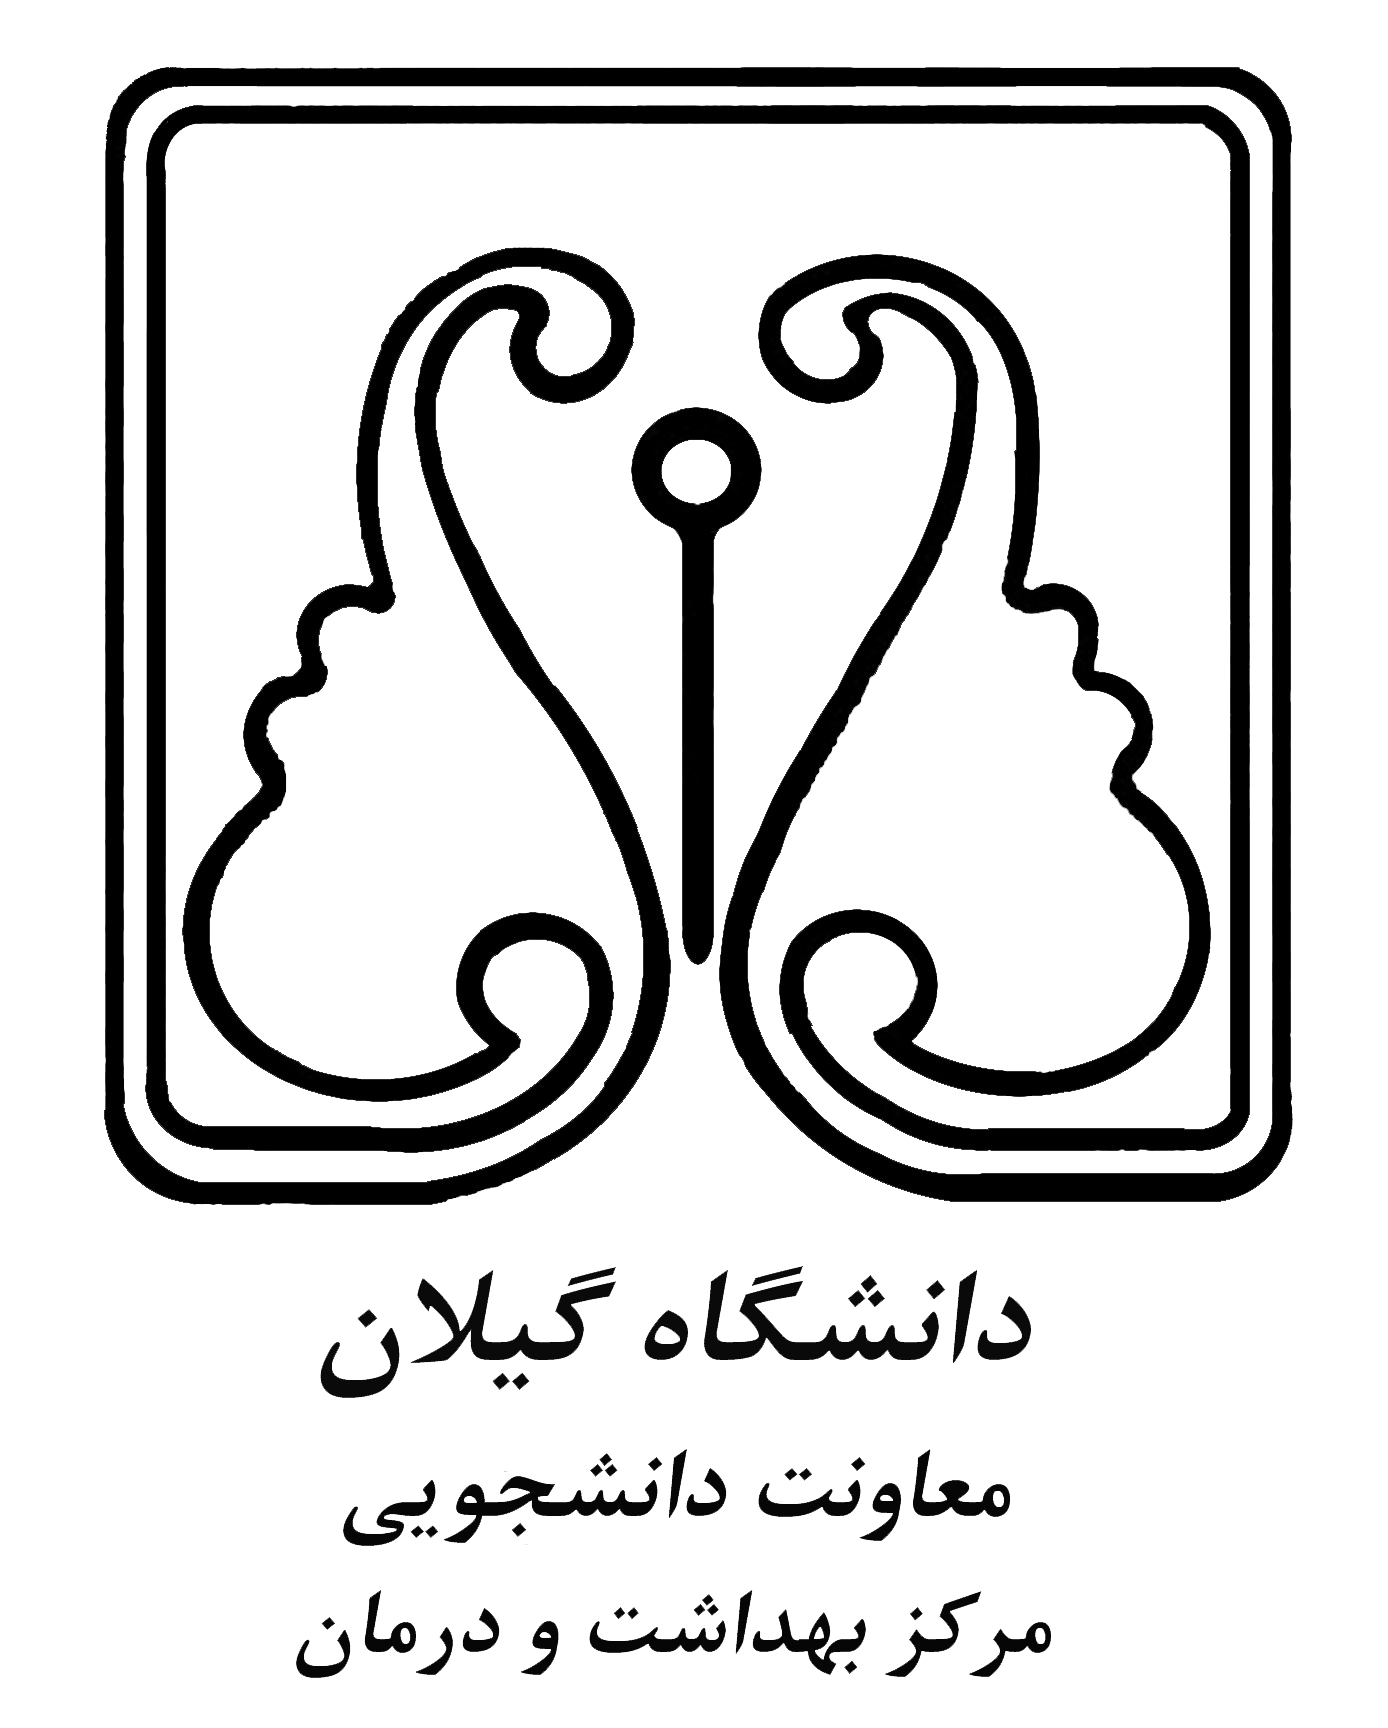 دانشگاه گیلان
معاونت دانشجویی
مرکز بهداشت و درمان